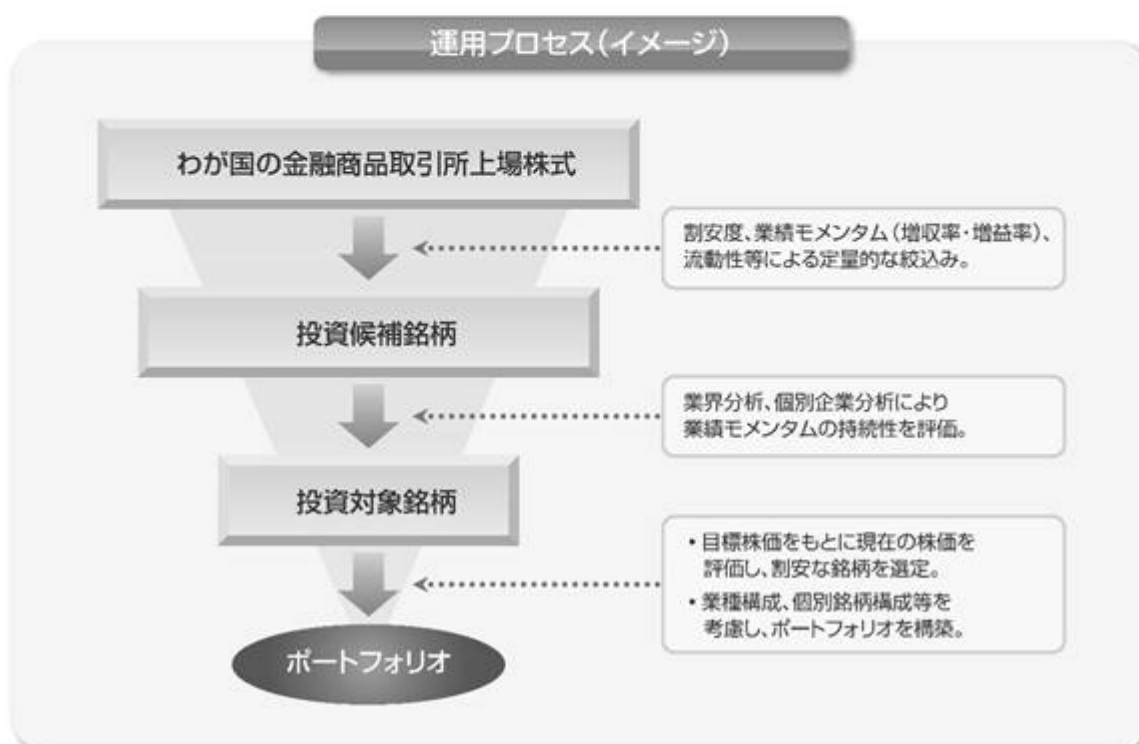 運用プロセス(イメージ)
わが国の金融商品取引所上場株式
割安度、業績モメンタム(増収率・増益率)、
流動性等による定量的な絞込み。
投資候補銘柄
業界分析、個別企業分析により
業績モメンタムの持続性を評価。
投資対象銘柄
・目標株価をもとに現在の株価を
評価し、割安な銘柄を選定。
・業種構成、個別銘柄構成等を
考慮し、ポートフォリオを構築。
ポートフォリオ